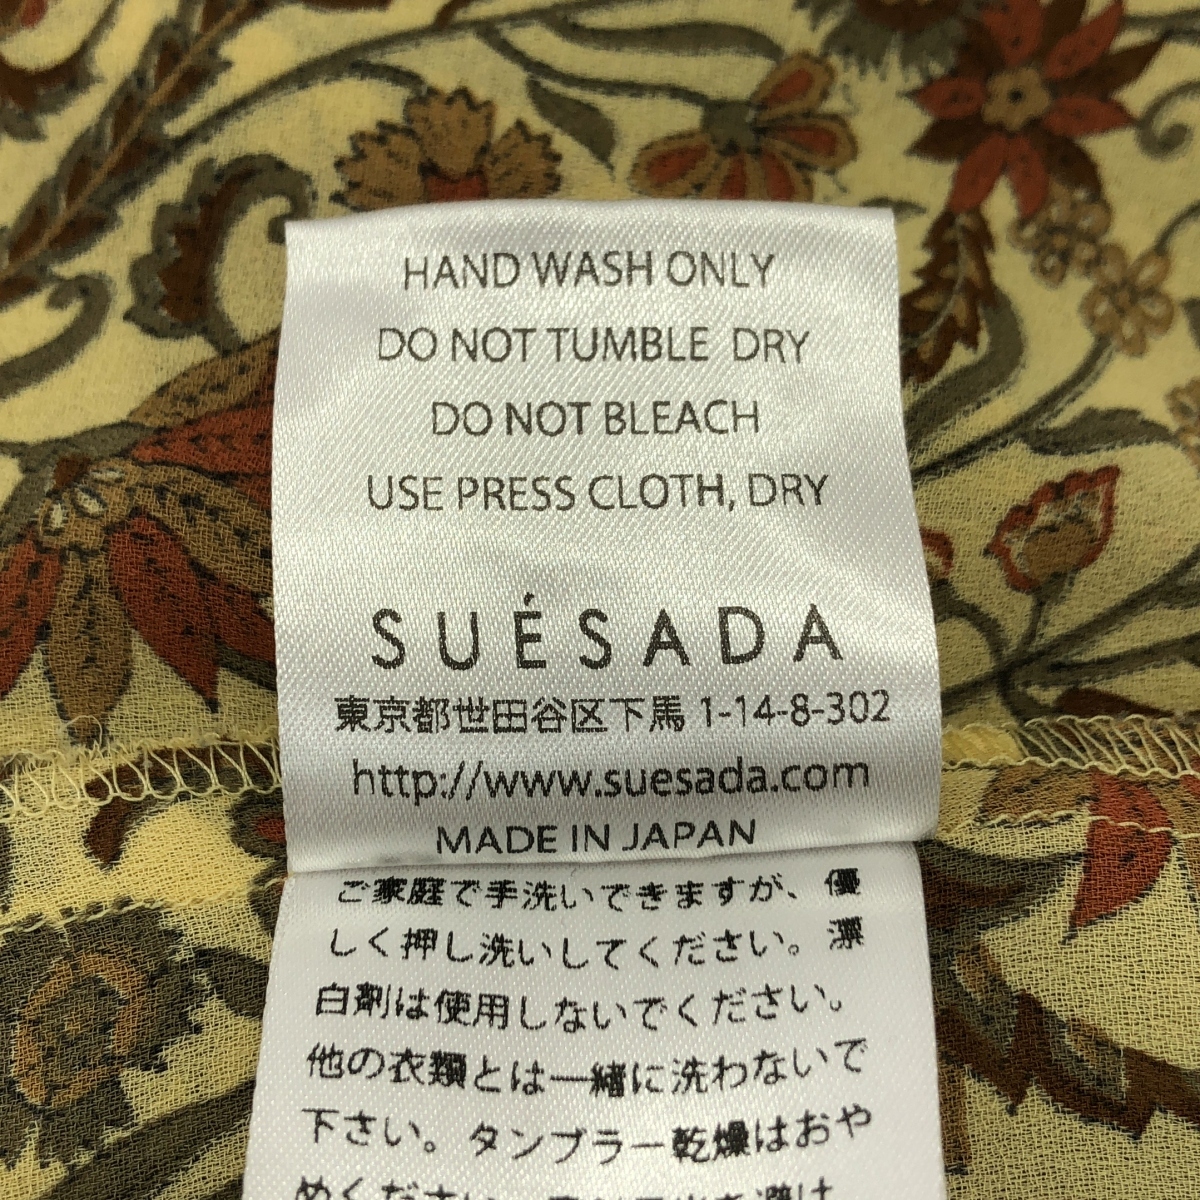 HAND WASH ONLY
DO NOT TUMBLE DRY
DO NOT BLEACH
USE PRESS CLOTH, DRY
SUÉSADA
東京都世田谷区下馬 1-14-8-302
http://www.suesada.com
MADE IN JAPAN
ご家庭で手洗いできますが、優
しく押し洗いしてください。漂
白剤は使用しないでください。
他の衣類とは一緒に洗わないで
下さい。タンブラー乾燥はおや
めください